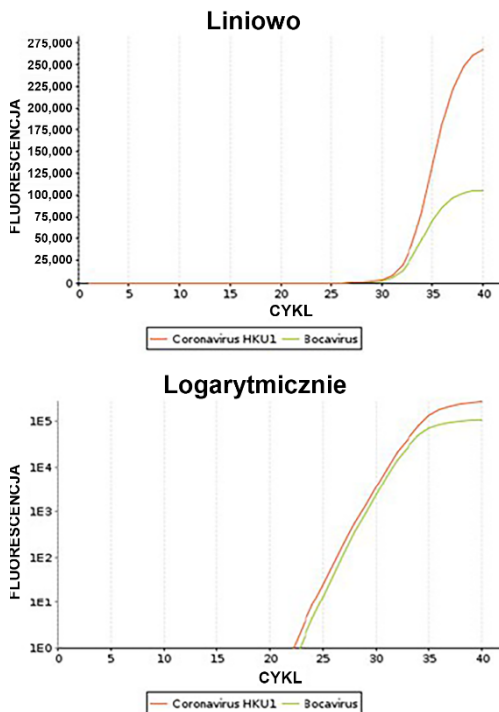 Liniowo
FLUORESCENCJA
275,000
250,000
225,000
200,000
175,000
150,000
125,000
100,000
75,000
50,000
25,000
0
0 5 10 15 20 25 30 35 40
CYKL
Coronavirus HKU1 Bocavirus
Logarytmicznie
FLUORESCENCJA
1E5
1E4
1E3
1E2
1E1
1E0
0 5 10 15 20 25 30 35 40
CYKL
Coronavirus HKU1 Bocavirus